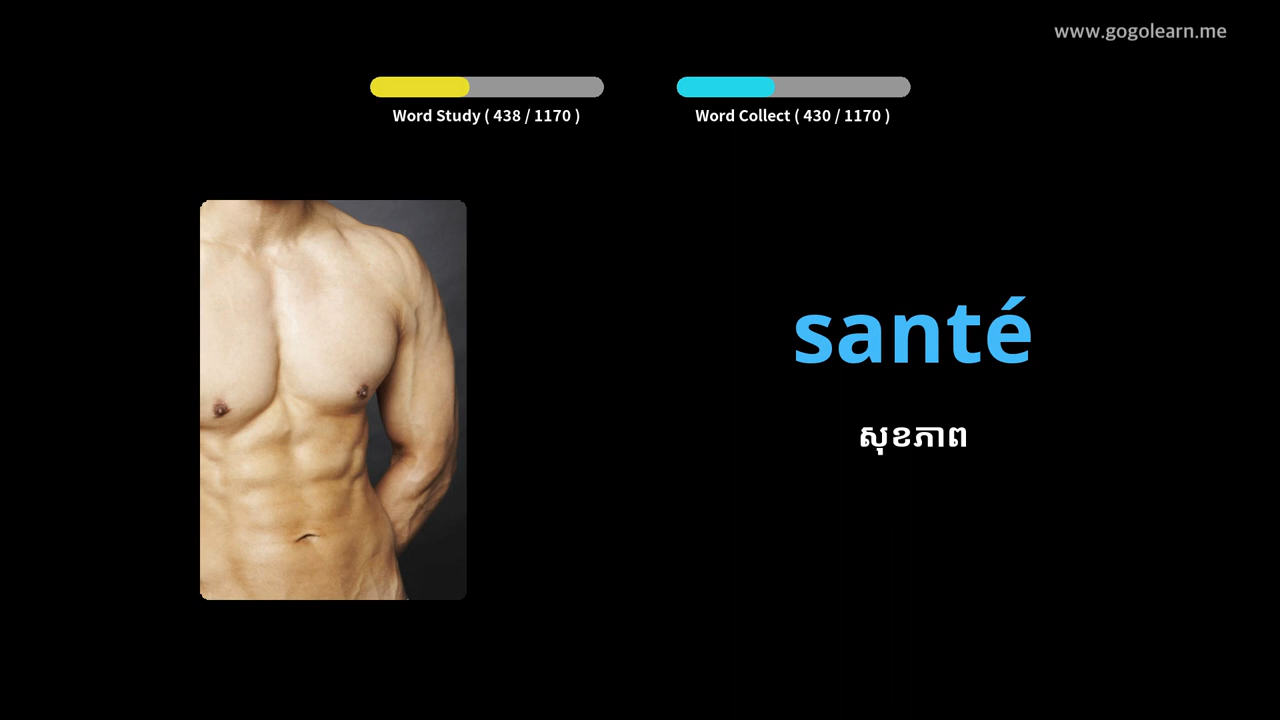 www.gogolearn.me
Word Study ( 438 / 1170 )
Word Collect ( 430 / 1170 )
santé
សុខភាព